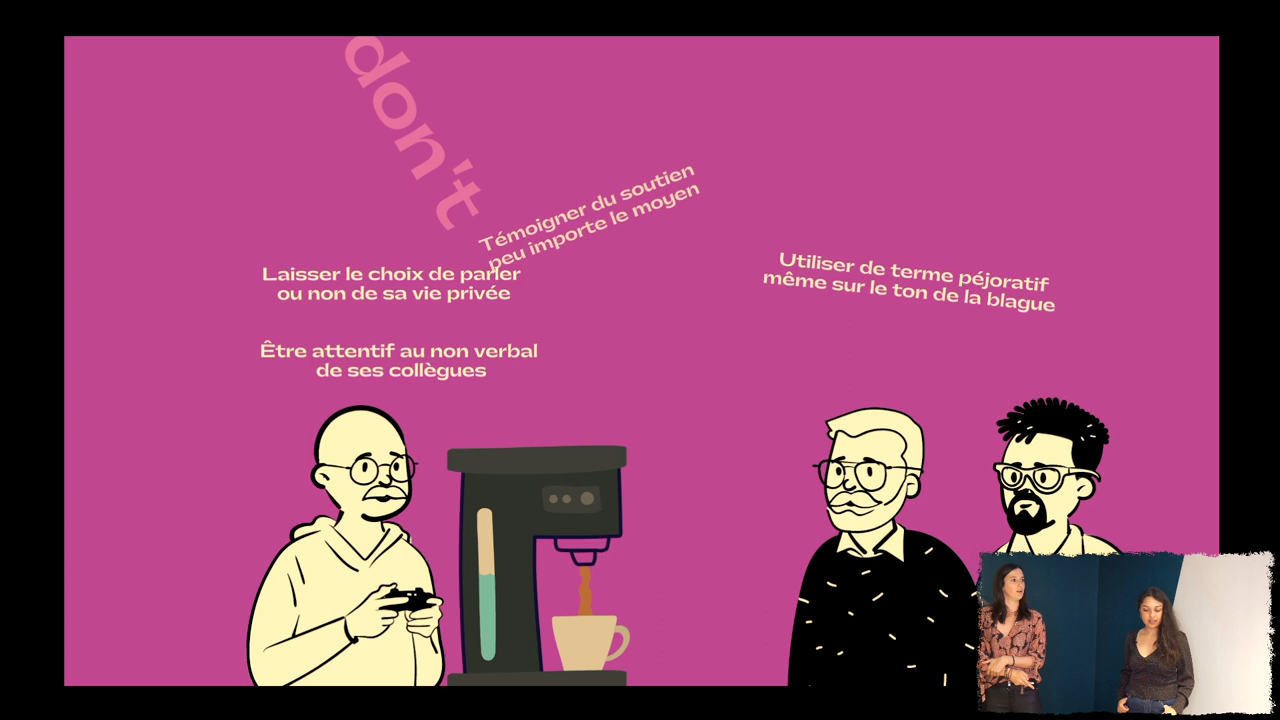 don't
Témoigner du soutien
peu importe le moyen
Laisser le choix de parler
ou non de sa vie privée
Être attentif au non verbal
de ses collègues
Utiliser de terme péjoratif
même sur le ton de la blague